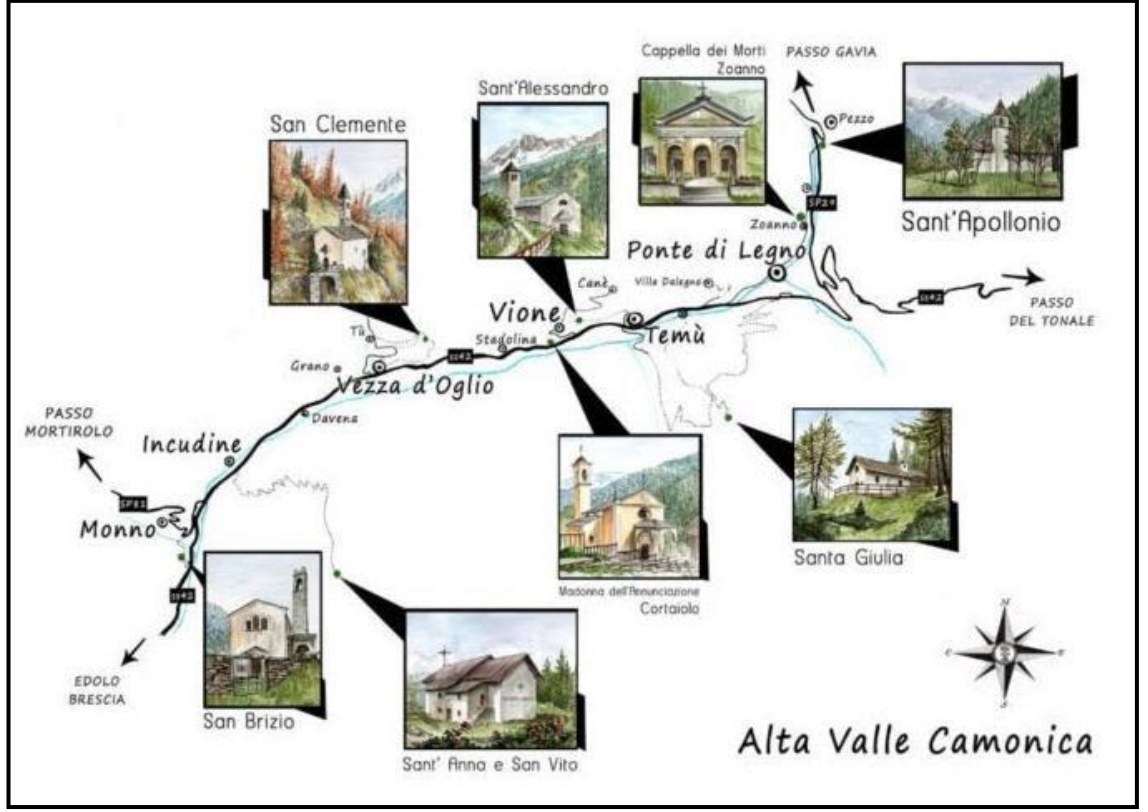 Cappella dei Morti
Zoanno
PASSO GAVIA
Sant'Alessandro
San Clemente
Pezzo
SP29
Sant'Apollonio
Zoanno
Ponte di Legno
Canè
Villa Dalegno
SS42
PASSO
DEL TONALE
Vione
Temù
Tù
Stadolina
SS42
Grano
Vezza d'Oglio
Davena
PASSO
MORTIROLO
Incudine
SP81
Monno
SS42
Santa Giulia
Madonna dell'Annunciazione
Cortaiolo
EDOLO
BRESCIA
San Brizio
Sant' Anna e San Vito
N
S
Alta Valle Camonica